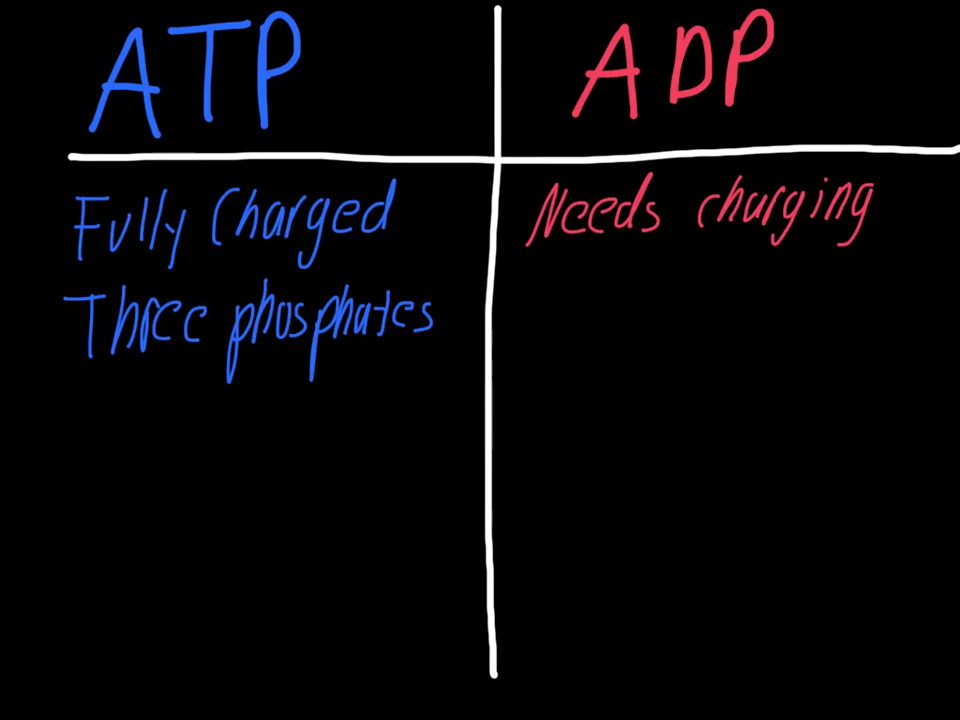 ATP
ADP
Fully Charged
Needs charging
Three phosphates